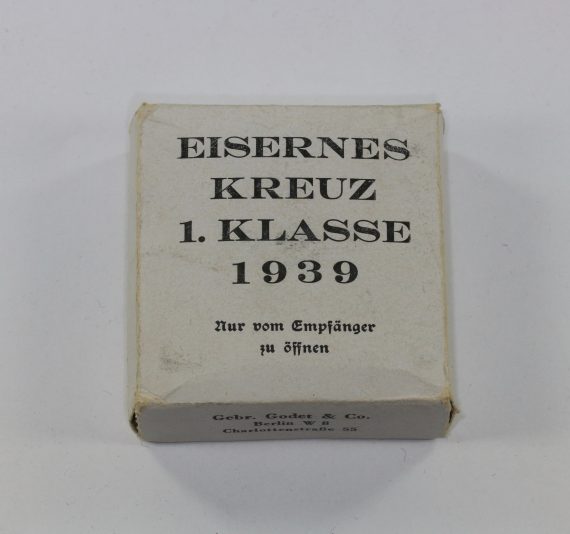 EISERNES
KREUZ
1. KLASSE
1939
Nur vom Empfänger
zu öffnen
Gebr. Godet & Co.
Berlin W 8
Charlottenstraße 55